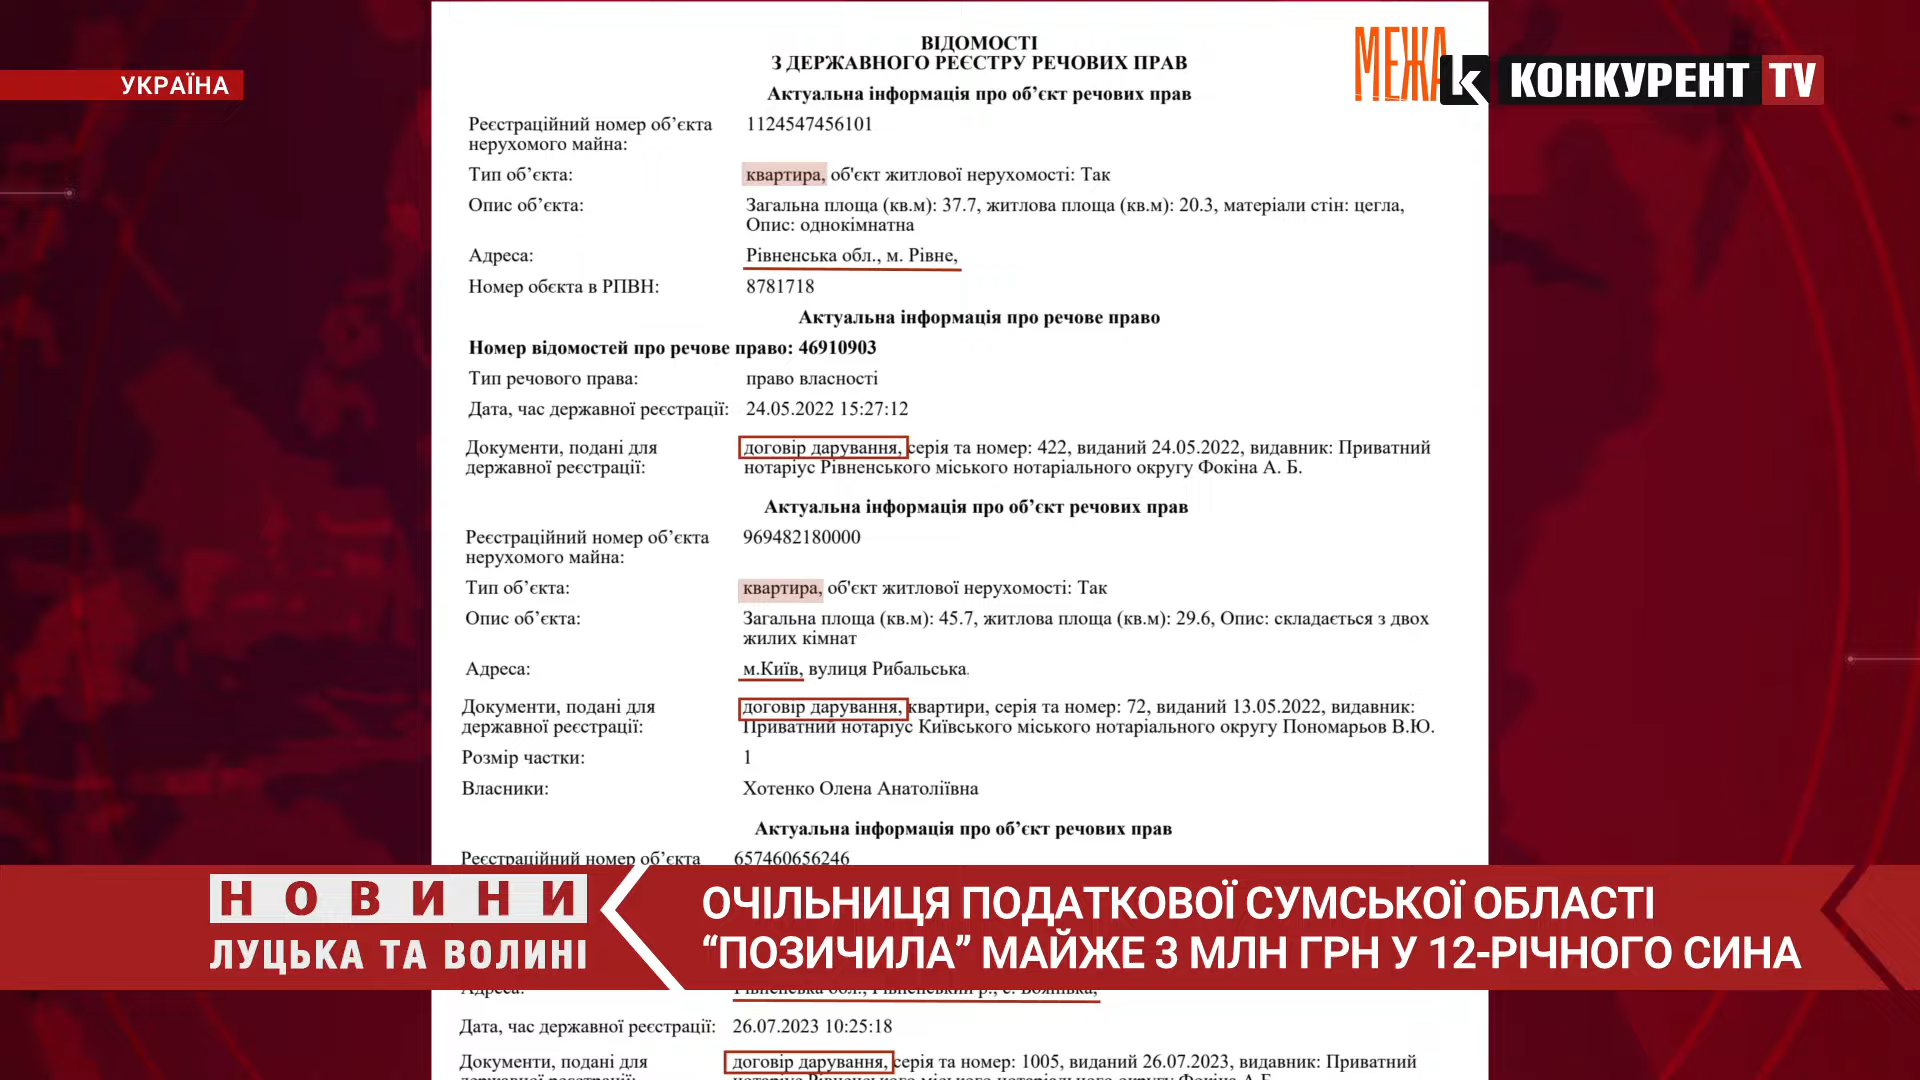 ВІДОМОСТІ
З ДЕРЖАВНОГО РЕЄСТРУ РЕЧОВИХ ПРАВ
МЕЖА
КОНКУРЕНТ TV
УКРАЇНА
Актуальна інформація про об’єкт речових прав
Реєстраційний номер об’єкта 1124547456101
нерухомого майна:
Тип об’єкта: квартира, об'єкт житлової нерухомості: Так
Опис об’єкта: Загальна площа (кв.м): 37.7, житлова площа (кв.м): 20.3, матеріали стін: цегла,
Опис: однокімнатна
Адреса: Рівненська обл., м. Рівне,
Номер обєкта в РПВН: 8781718
Актуальна інформація про речове право
Номер відомостей про речове право: 46910903
Тип речового права: право власності
Дата, час державної реєстрації: 24.05.2022 15:27:12
Документи, подані для договір дарування, серія та номер: 422, виданий 24.05.2022, видавник: Приватний
державної реєстрації: нотаріус Рівненського міського нотаріального округу Фокіна А. Б.
Актуальна інформація про об’єкт речових прав
Реєстраційний номер об’єкта 969482180000
нерухомого майна:
Тип об’єкта: квартира, об'єкт житлової нерухомості: Так
Опис об’єкта: Загальна площа (кв.м): 45.7, житлова площа (кв.м): 29.6, Опис: складається з двох
жилих кімнат
Адреса: м.Київ, вулиця Рибальська
Документи, подані для договір дарування, квартири, серія та номер: 72, виданий 13.05.2022, видавник:
державної реєстрації: Приватний нотаріус Київського міського нотаріального округу Пономарьов В.Ю.
Розмір частки: 1
Власники: Хотенко Олена Анатоліївна
Актуальна інформація про об’єкт речових прав
Реєстраційний номер об’єкта 657460656246
НОВИНИ
ЛУЦЬКА ТА ВОЛИНІ
ОЧІЛЬНИЦЯ ПОДАТКОВОЇ СУМСЬКОЇ ОБЛАСТІ
“ПОЗИЧИЛА” МАЙЖЕ 3 МЛН ГРН У 12-РІЧНОГО СИНА
Адреса: Рівненська обл., Рівненський р.,
Дата, час державної реєстрації: 26.07.2023 10:25:18
Документи, подані для договір дарування, серія та номер: 1005, виданий 26.07.2023, видавник: Приватний
державної реєстрації: нотаріус Рівненського міського нотаріального округу Фокіна А.Б.